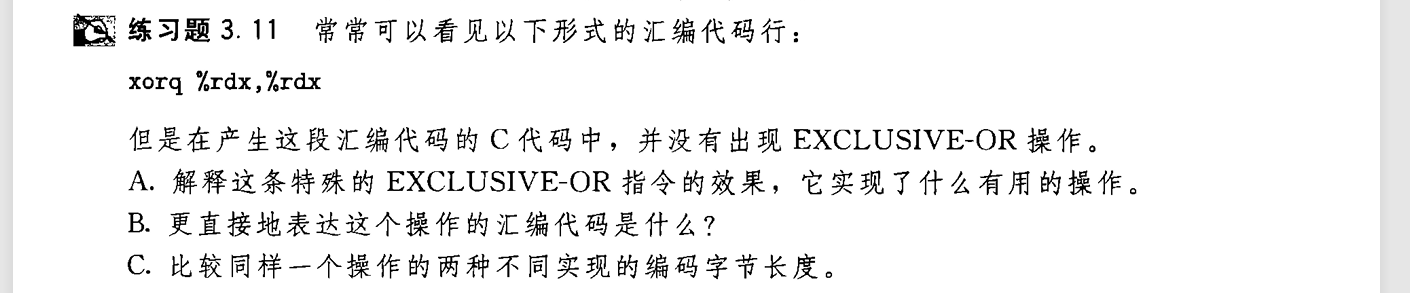 练习题 3.11 常常可以看见以下形式的汇编代码行：
xorq %rdx,%rdx
但是在产生这段汇编代码的 C 代码中，并没有出现 EXCLUSIVE-OR 操作。
A. 解释这条特殊的 EXCLUSIVE-OR 指令的效果，它实现了什么有用的操作。
B. 更直接地表达这个操作的汇编代码是什么？
C. 比较同样一个操作的两种不同实现的编码字节长度。